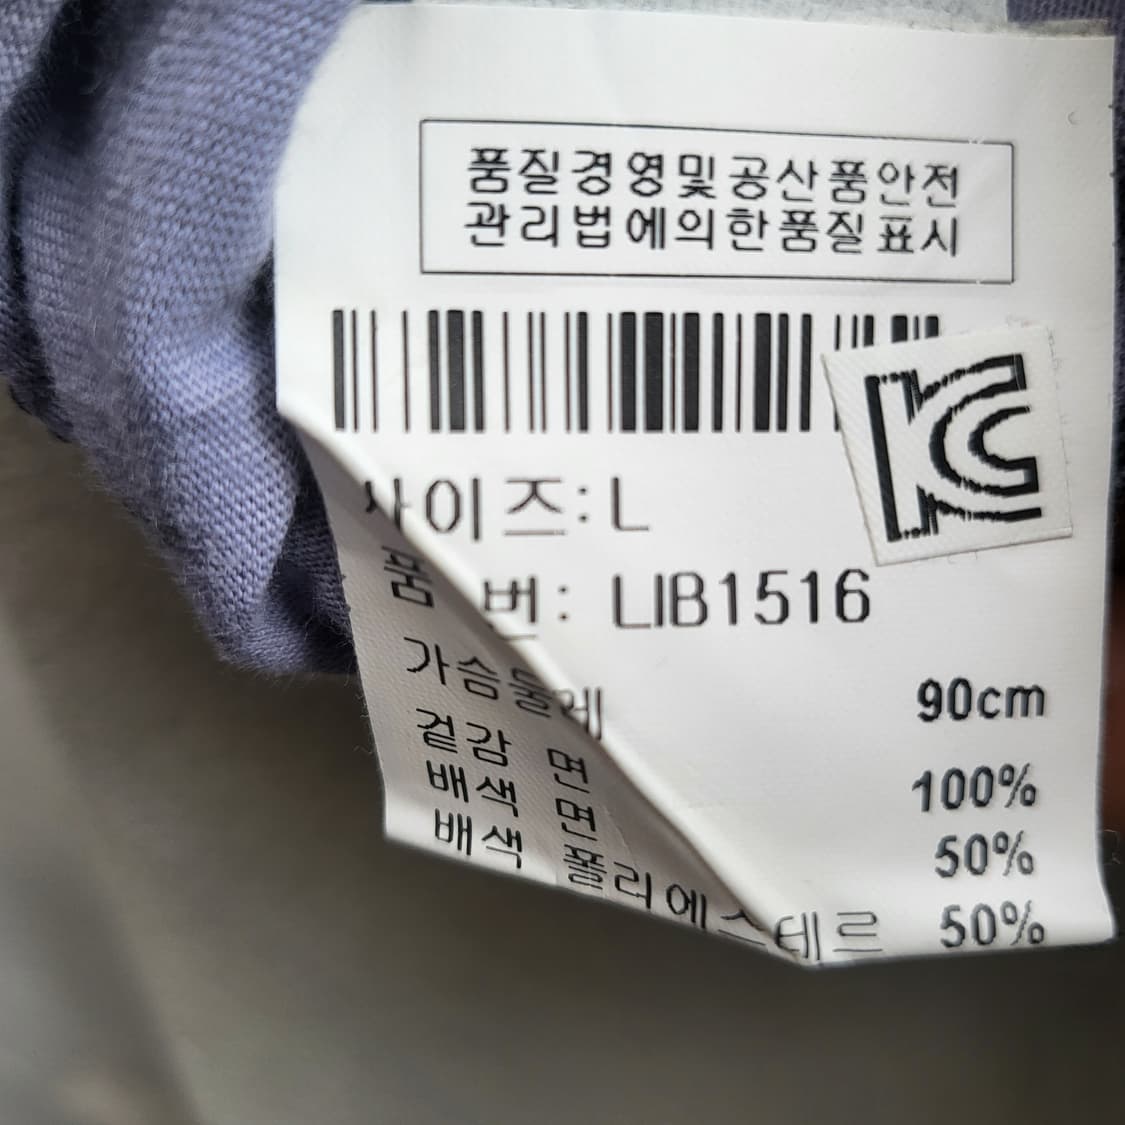 품질경영및공산품안전
관리법에의한품질표시
KC
사이즈: L
품 번: LIB1516
가슴둘레 90cm
겉감 면 100%
배색 면 50%
배색 폴리에스테르 50%